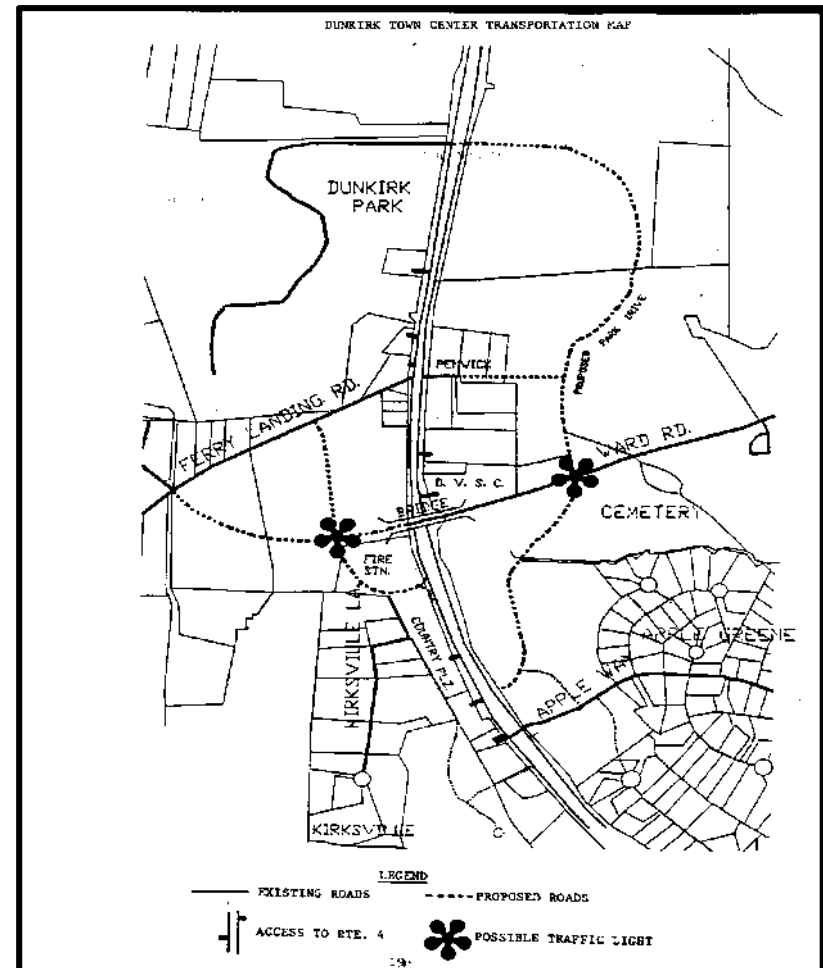 DUNKIRK TOWN CENTER TRANSPORTATION MAP
DUNKIRK
PARK
PROPOSED PARK DRIVE
FERRY LANDING RD.
WARD RD.
D. V. S. C.
BRIDGE
CEMETERY
FIRE
STN.
KIRKSVILLE LA.
COUNTRY PLZ
APPLE GREENE
APPLE WAY
KIRKSVILLE
LEGEND
EXISTING ROADS
PROPOSED ROADS
ACCESS TO RTE. 4
POSSIBLE TRAFFIC LIGHT